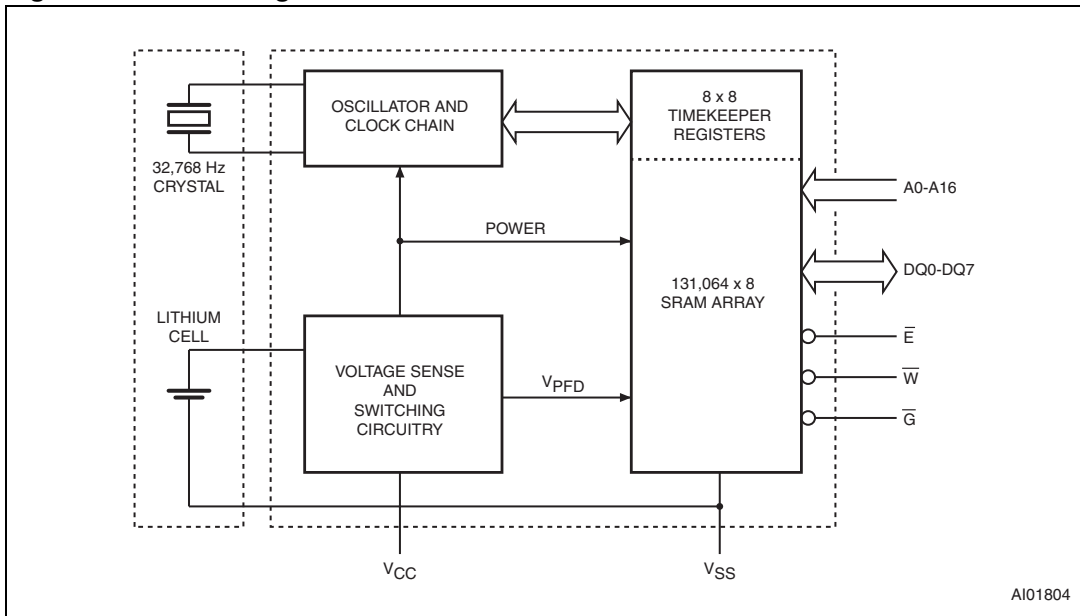 OSCILLATOR AND
CLOCK CHAIN
8 x 8
TIMEKEEPER
REGISTERS
32,768 Hz
CRYSTAL
A0-A16
POWER
DQ0-DQ7
131,064 x 8
SRAM ARRAY
LITHIUM
CELL
E̅
VOLTAGE SENSE
AND
SWITCHING
CIRCUITRY
VPFD
W̅
G̅
VCC
VSS
AI01804